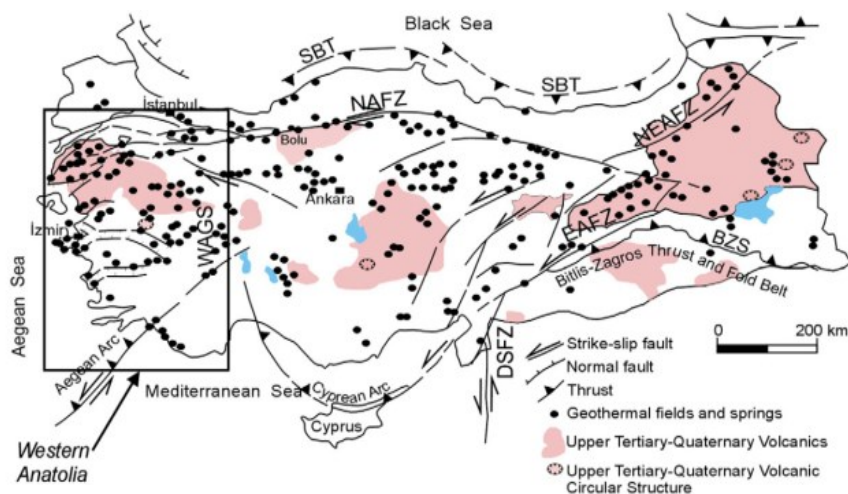 Black Sea
SBT
SBT
İstanbul
NAFZ
Bolu
NEAFZ
Ankara
EAFZ
İzmir
WAGS
BZS
Bitlis-Zagros Thrust and Fold Belt
Aegean Sea
0 200 km
DSFZ
Strike-slip fault
Normal fault
Aegean Arc
Thrust
Mediterranean Sea
Cyprean Arc
Geothermal fields and springs
Cyprus
Upper Tertiary-Quaternary Volcanics
Western
Anatolia
Upper Tertiary-Quaternary Volcanic
Circular Structure